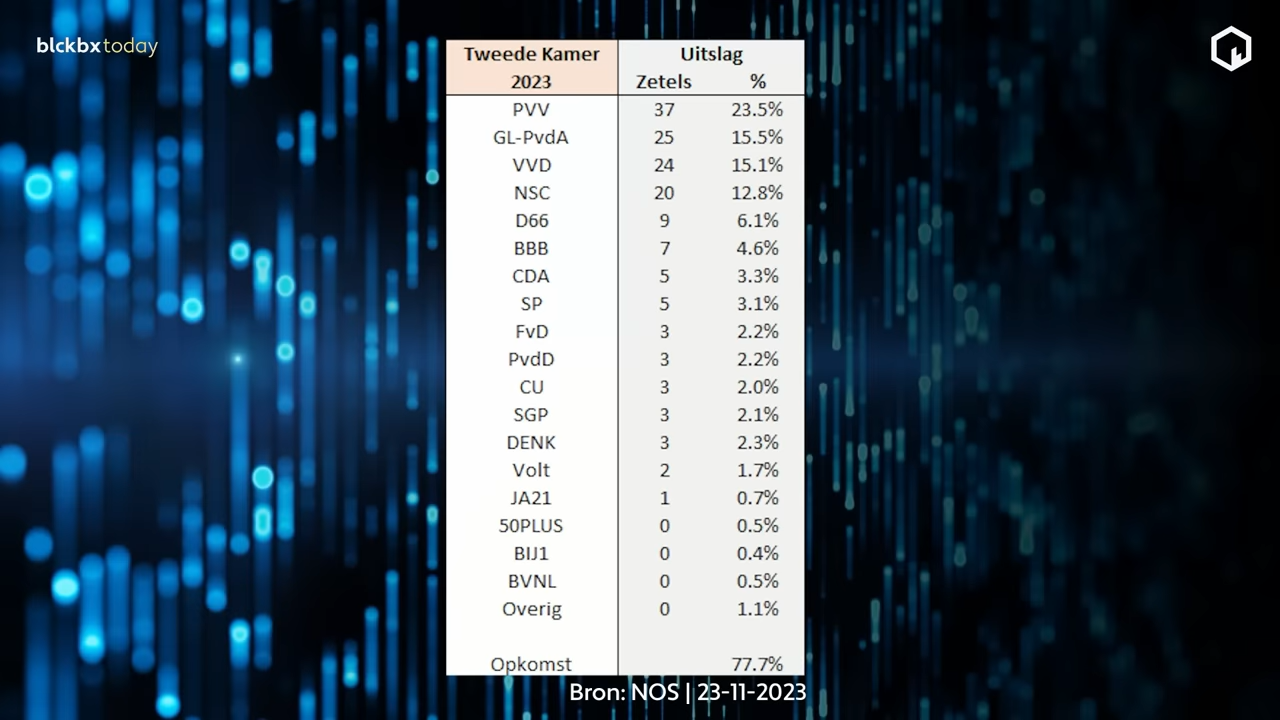 blckbxtoday
Tweede Kamer Uitslag
2023 Zetels %
PVV 37 23.5%
GL-PvdA 25 15.5%
VVD 24 15.1%
NSC 20 12.8%
D66 9 6.1%
BBB 7 4.6%
CDA 5 3.3%
SP 5 3.1%
FvD 3 2.2%
PvdD 3 2.2%
CU 3 2.0%
SGP 3 2.1%
DENK 3 2.3%
Volt 2 1.7%
JA21 1 0.7%
50PLUS 0 0.5%
BIJ1 0 0.4%
BVNL 0 0.5%
Overig 0 1.1%
Opkomst 77.7%
Bron: NOS | 23-11-2023